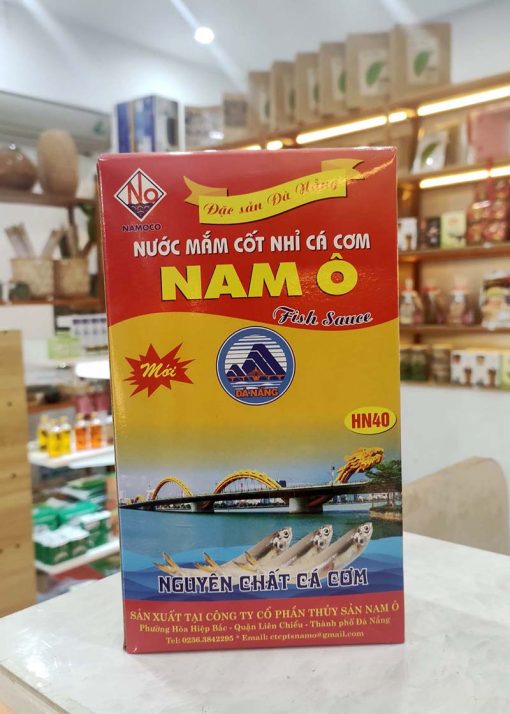 No
NAMOCO
Đặc sản Đà Nẵng
NƯỚC MẮM CỐT NHỈ CÁ CƠM
NAM Ô
Fish Sauce
Mới
ĐÀ NẴNG
HN40
NGUYÊN CHẤT CÁ CƠM
SẢN XUẤT TẠI CÔNG TY CỔ PHẦN THỦY SẢN NAM Ô
Phường Hòa Hiệp Bắc - Quận Liên Chiểu - Thành phố Đà Nẵng
Tel: 0236.3842295 * Email: ctcptsnamo@gmail.com